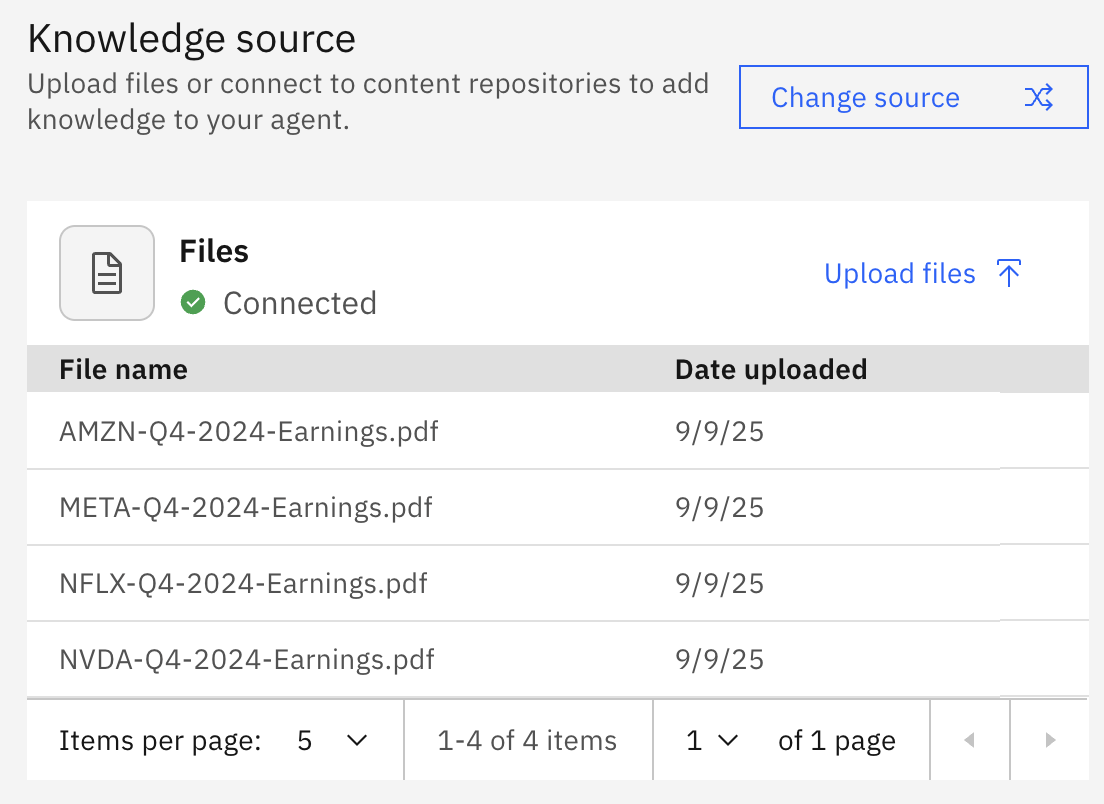 Knowledge source
Upload files or connect to content repositories to add
knowledge to your agent.
Change source
Files
Connected
Upload files
File name Date uploaded
AMZN-Q4-2024-Earnings.pdf 9/9/25
META-Q4-2024-Earnings.pdf 9/9/25
NFLX-Q4-2024-Earnings.pdf 9/9/25
NVDA-Q4-2024-Earnings.pdf 9/9/25
Items per page: 5 1-4 of 4 items 1 of 1 page